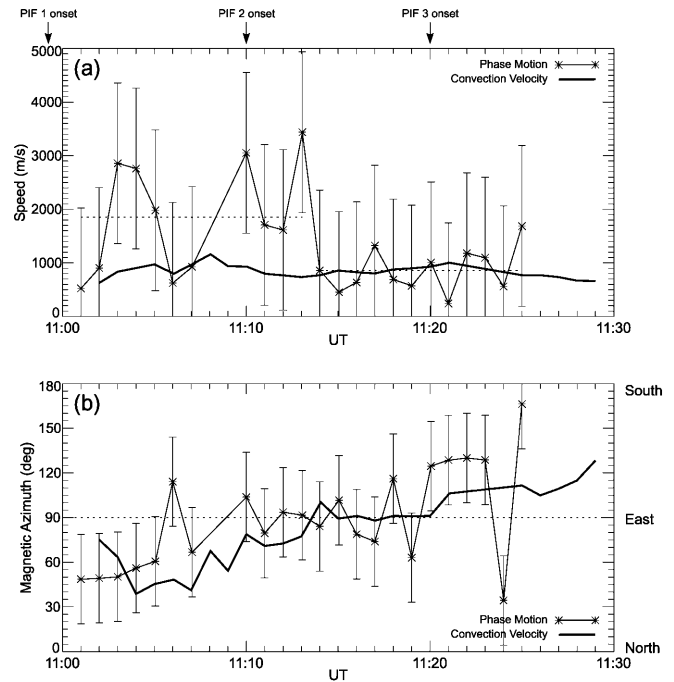 PIF 1 onset PIF 2 onset PIF 3 onset
5000
(a)
Phase Motion
Convection Velocity
4000
3000
2000
1000
0
Speed (m/s)
11:00 11:10 11:20 11:30
UT
180
(b)
South
150
120
90
East
60
30
0
North
Magnetic Azimuth (deg)
Phase Motion
Convection Velocity
11:00 11:10 11:20 11:30
UT